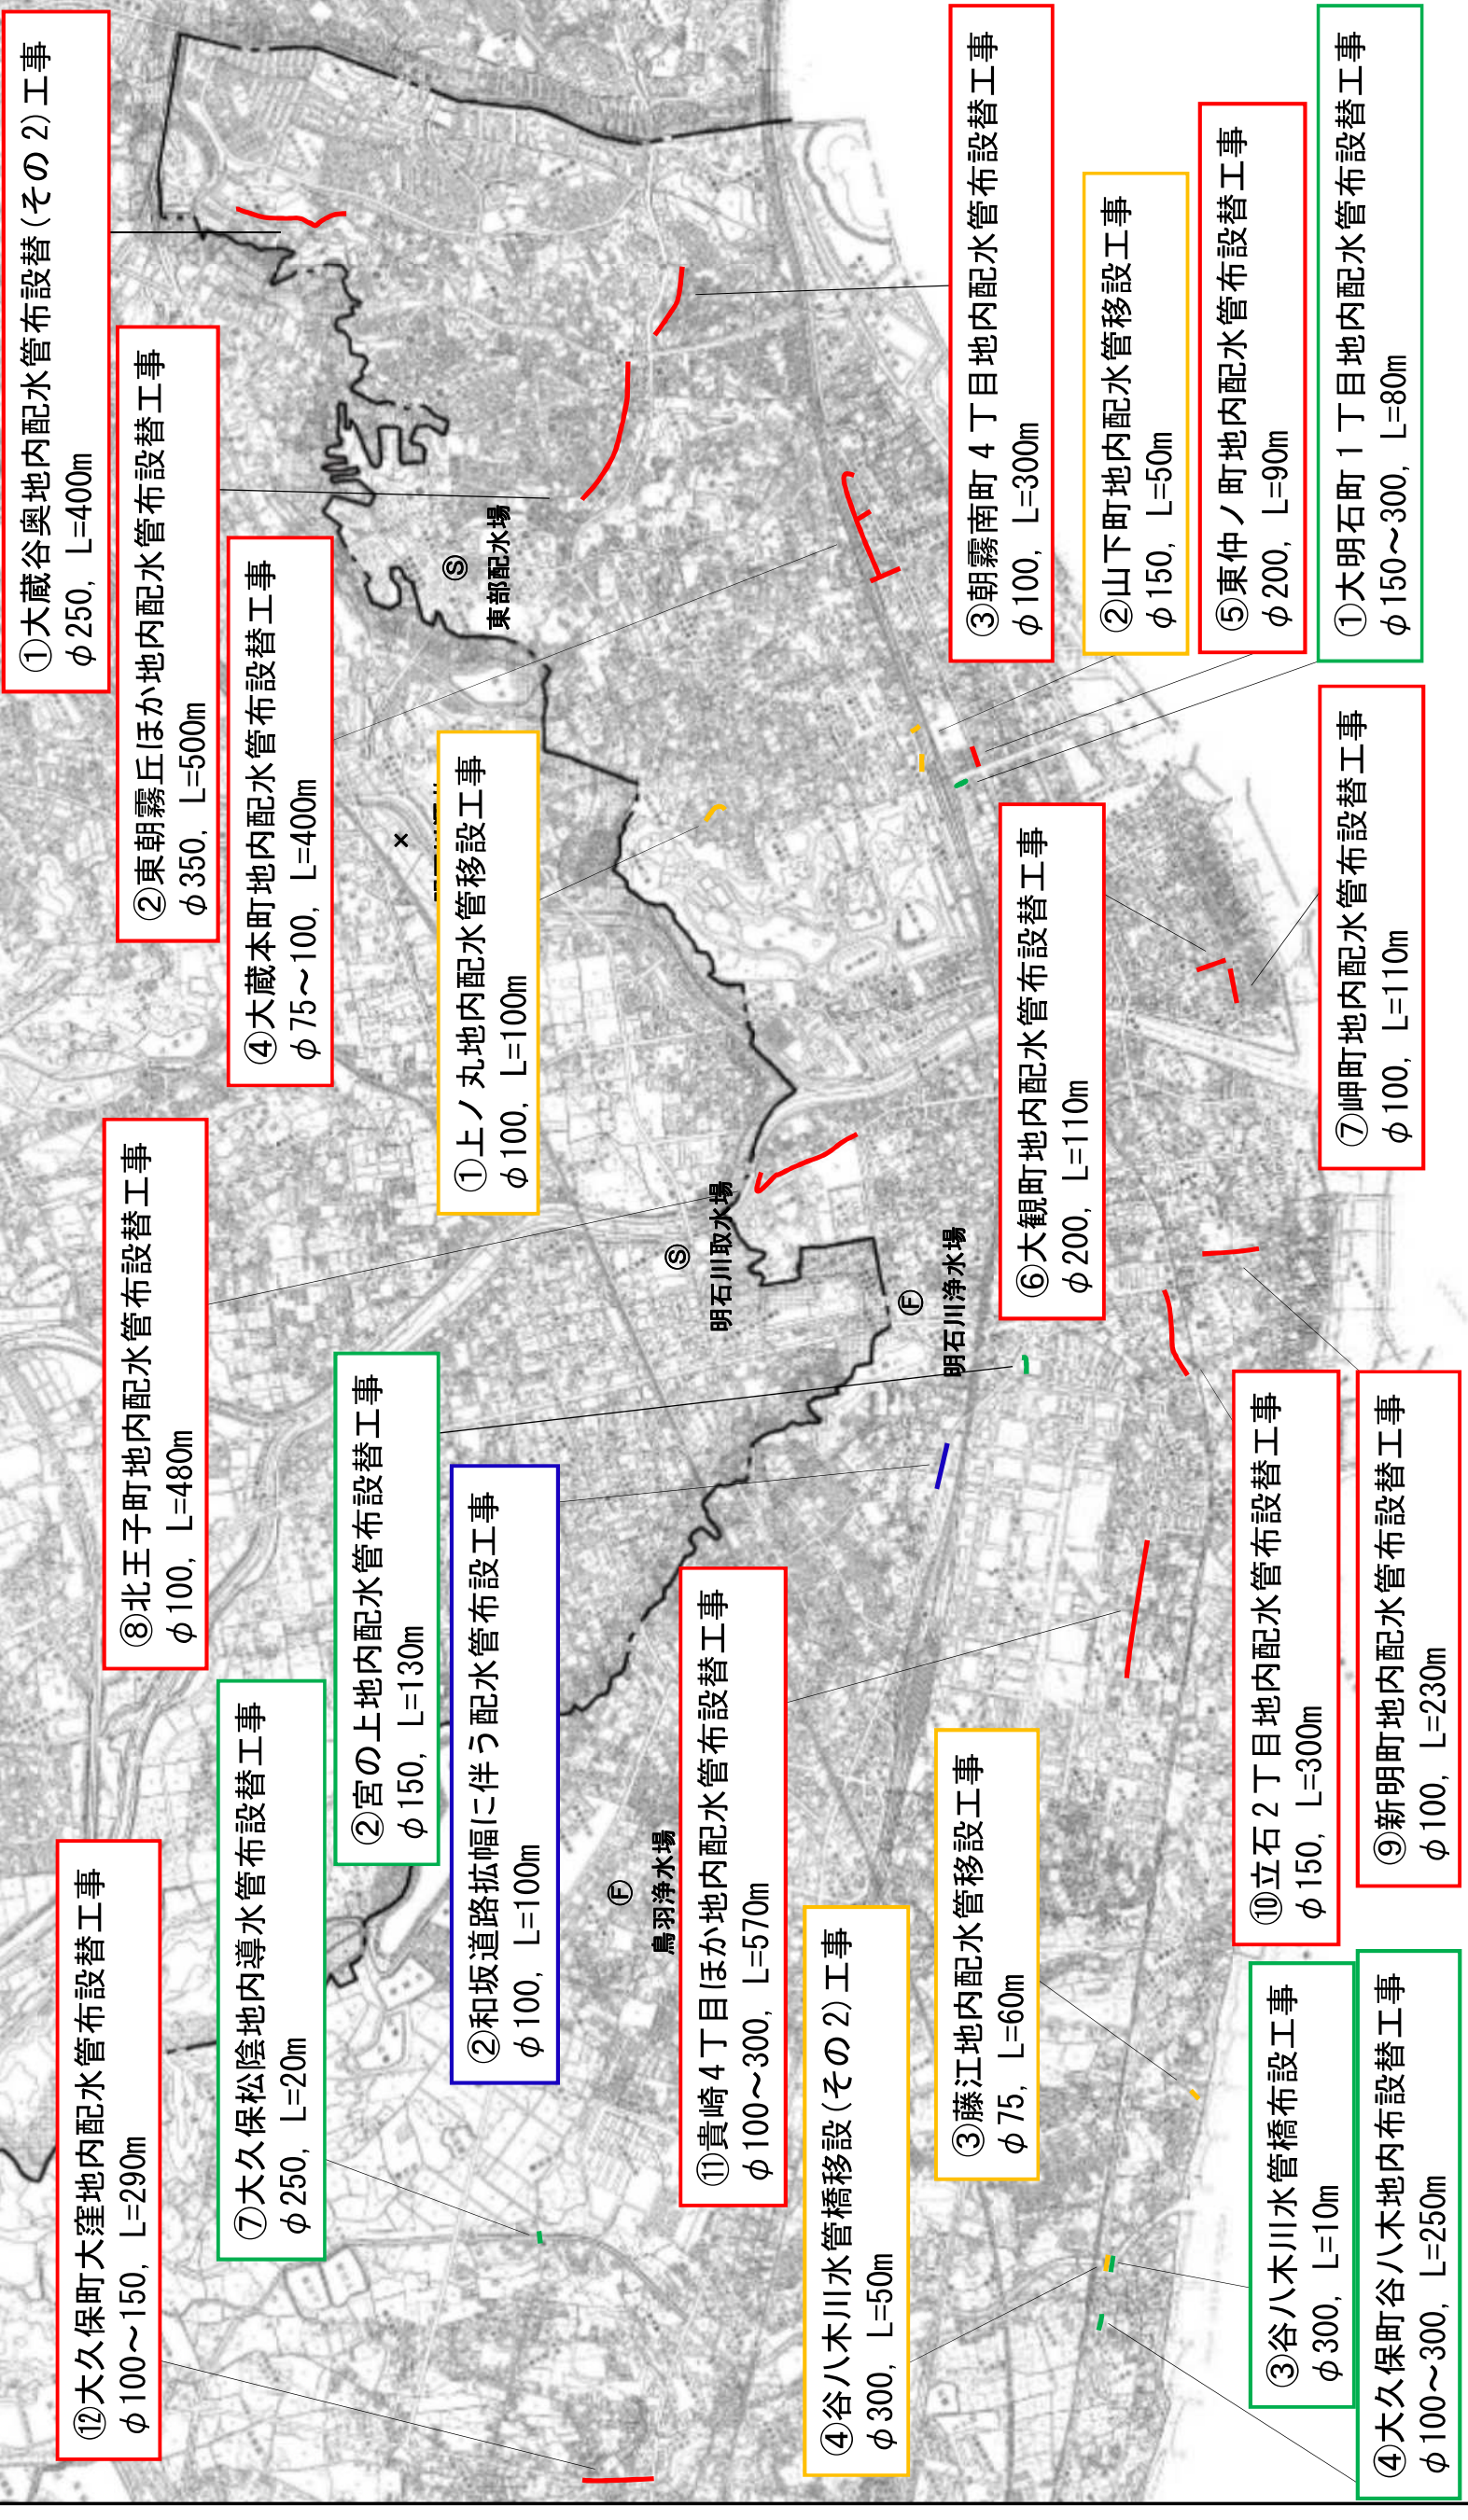 ⑫大久保町大窪地内配水管布設替工事
φ100～150, L=290m
⑦大久保松陰地内導水管布設替工事
φ250, L=20m
⑧北王子町地内配水管布設替工事
φ100, L=480m
②宮の上地内配水管布設替工事
φ150, L=130m
②和坂道路拡幅に伴う配水管布設工事
φ100, L=100m
①大蔵谷奥地内配水管布設替(その2)工事
φ250, L=400m
②東朝霧丘ほか地内配水管布設替工事
φ350, L=500m
④大蔵本町地内配水管布設替工事
φ75～100, L=400m
①上ノ丸地内配水管移設工事
φ100, L=100m
×
Ⓢ
東部配水場
Ⓢ
明石川取水場
Ⓕ
明石川浄水場
Ⓕ
鳥羽浄水場
⑪貴崎4丁目ほか地内配水管布設替工事
φ100～300, L=570m
④谷八木川水管橋移設(その2)工事
φ300, L=50m
③藤江地内配水管移設工事
φ75, L=60m
③朝霧南町4丁目地内配水管布設替工事
φ100, L=300m
②山下町地内配水管移設工事
φ150, L=50m
⑤東仲ノ町地内配水管布設替工事
φ200, L=90m
①大明石町1丁目地内配水管布設替工事
φ150～300, L=80m
⑥大観町地内配水管布設替工事
φ200, L=110m
⑦岬町地内配水管布設替工事
φ100, L=110m
⑩立石2丁目地内配水管布設替工事
φ150, L=300m
⑨新明町地内配水管布設替工事
φ100, L=230m
③谷八木川水管橋布設工事
φ300, L=10m
④大久保町谷八木地内布設替工事
φ100～300, L=250m